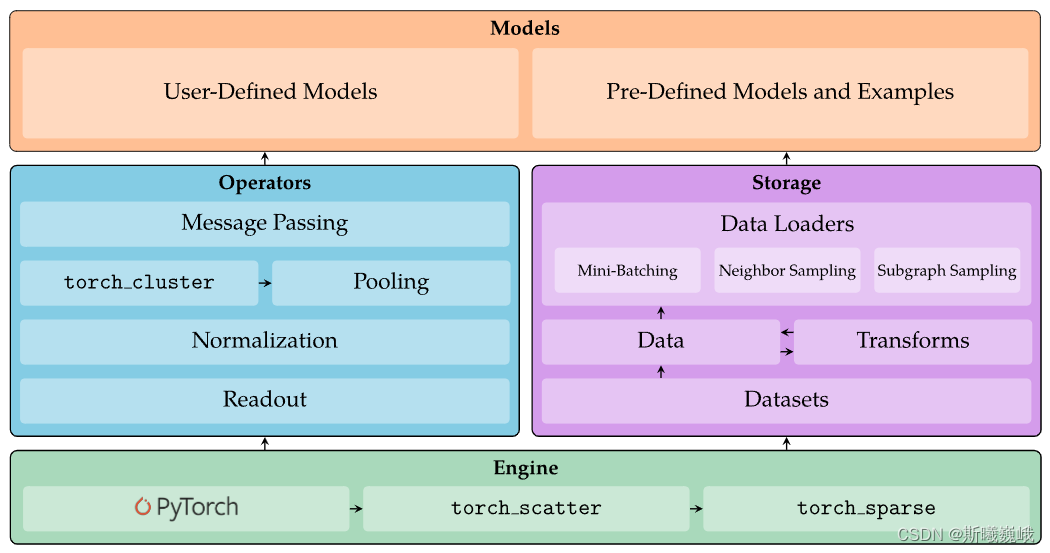 Models
User-Defined Models
Pre-Defined Models and Examples
Operators
Message Passing
torch_cluster
Pooling
Normalization
Readout
Storage
Data Loaders
Mini-Batching
Neighbor Sampling
Subgraph Sampling
Data
Transforms
Datasets
Engine
PyTorch
torch_scatter
torch_sparse
CSDN @斯曦巍峨